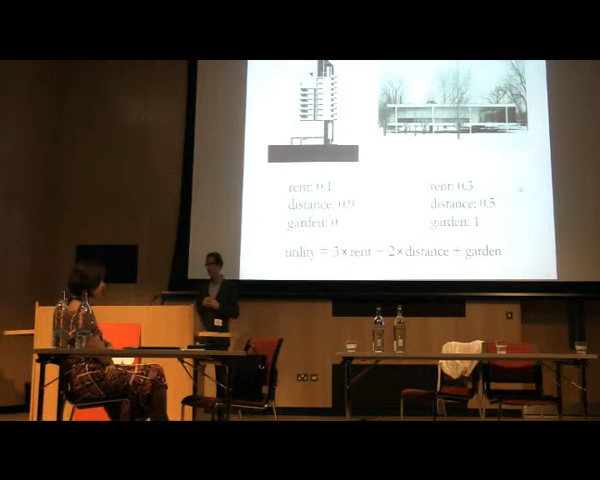 rent: 0.1
distance: 0.9
garden: 0
rent: 0.3
distance: 0.5
garden: 1
utility = 3×rent + 2×distance + garden